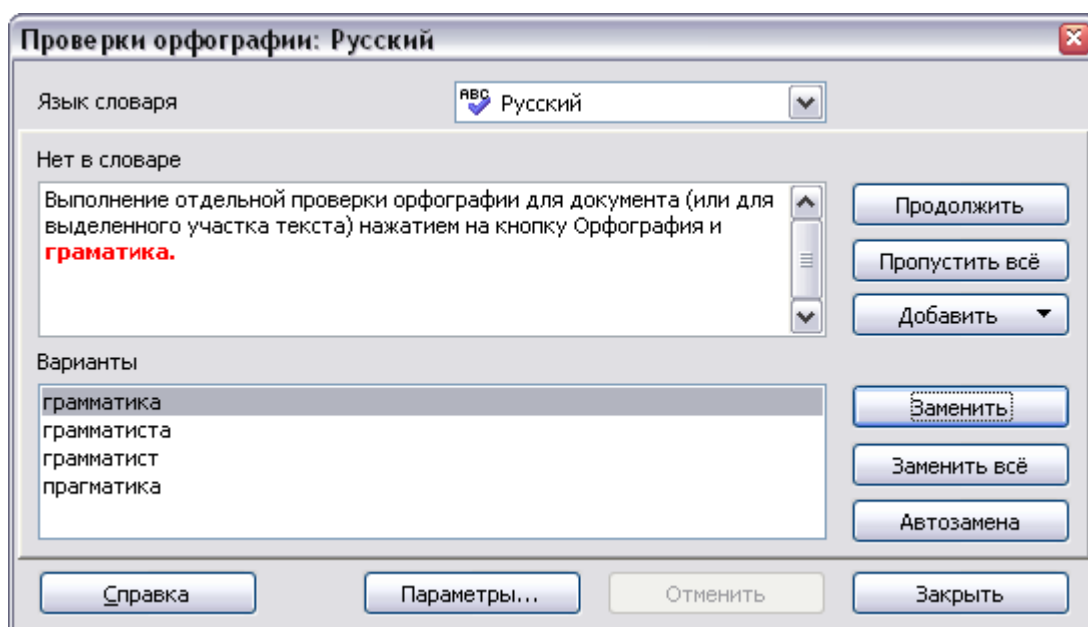 Проверки орфографии: Русский
Язык словаря
ABC Русский
Нет в словаре
Выполнение отдельной проверки орфографии для документа (или для
выделенного участка текста) нажатием на кнопку Орфография и
граматика.
Продолжить
Пропустить всё
Добавить
Варианты
грамматика
грамматиста
грамматист
прагматика
Заменить
Заменить всё
Автозамена
Справка
Параметры...
Отменить
Закрыть